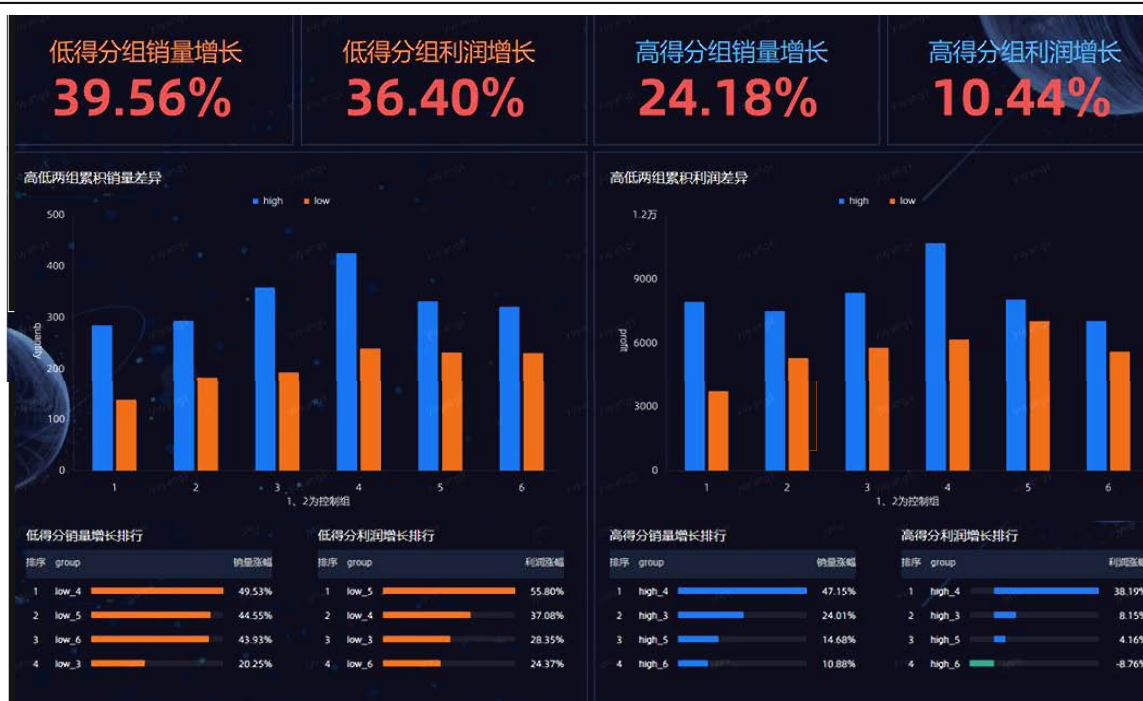 低得分组销量增长
39.56%
低得分组利润增长
36.40%
高得分组销量增长
24.18%
高得分组利润增长
10.44%
高低两组累积销量差异
high low
500
400
300
200
100
0
quantity
1 2 3 4 5 6
1、2为控制组
高低两组累积利润差异
high low
1.2万
9000
6000
3000
0
profit
1 2 3 4 5 6
1、2为控制组
低得分销量增长排行
排序 group 销量涨幅
1 low_4 49.53%
2 low_5 44.55%
3 low_6 43.93%
4 low_3 20.25%
低得分利润增长排行
排序 group 利润涨幅
1 low_5 55.80%
2 low_4 37.08%
3 low_3 28.35%
4 low_6 24.37%
高得分销量增长排行
排序 group 销量涨幅
1 high_4 47.15%
2 high_3 24.01%
3 high_5 14.68%
4 high_6 10.88%
高得分利润增长排行
排序 group 利润涨幅
1 high_4 38.19%
2 high_3 8.15%
3 high_5 4.16%
4 high_6 -8.76%